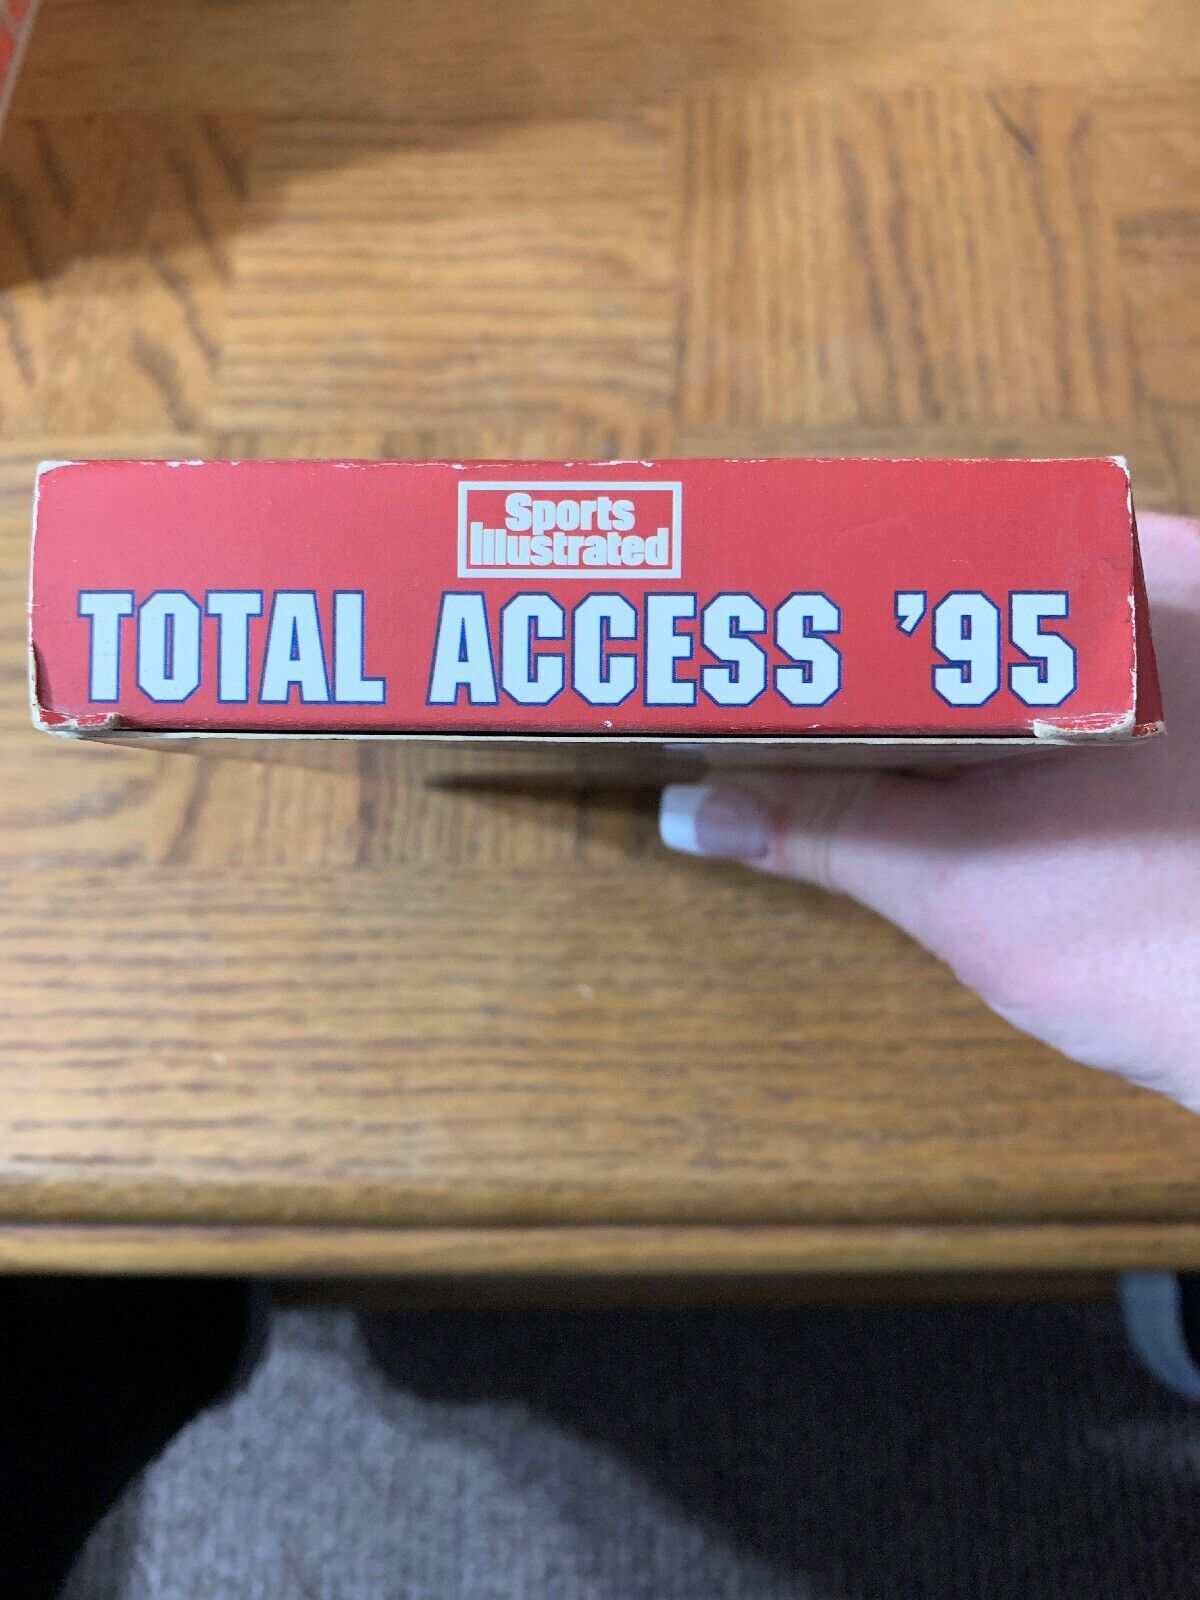 Sports
Illustrated
TOTAL ACCESS '95